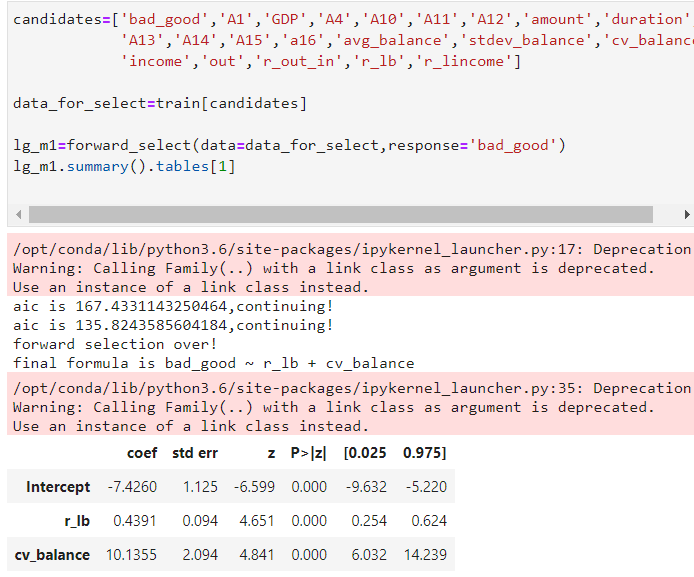 candidates=['bad_good','A1','GDP','A4','A10','A11','A12','amount','duration'
'A13','A14','A15','a16','avg_balance','stdev_balance','cv_balanc
'income','out','r_out_in','r_lb','r_lincome']
data_for_select=train[candidates]
lg_m1=forward_select(data=data_for_select,response='bad_good')
lg_m1.summary().tables[1]
/opt/conda/lib/python3.6/site-packages/ipykernel_launcher.py:17: Deprecation
Warning: Calling Family(..) with a link class as argument is deprecated.
Use an instance of a link class instead.
aic is 167.4331143250464,continuing!
aic is 135.8243585604184,continuing!
forward selection over!
final formula is bad_good ~ r_lb + cv_balance
/opt/conda/lib/python3.6/site-packages/ipykernel_launcher.py:35: Deprecation
Warning: Calling Family(..) with a link class as argument is deprecated.
Use an instance of a link class instead.
coef std err z P>|z| [0.025 0.975]
Intercept -7.4260 1.125 -6.599 0.000 -9.632 -5.220
r_lb 0.4391 0.094 4.651 0.000 0.254 0.624
cv_balance 10.1355 2.094 4.841 0.000 6.032 14.239